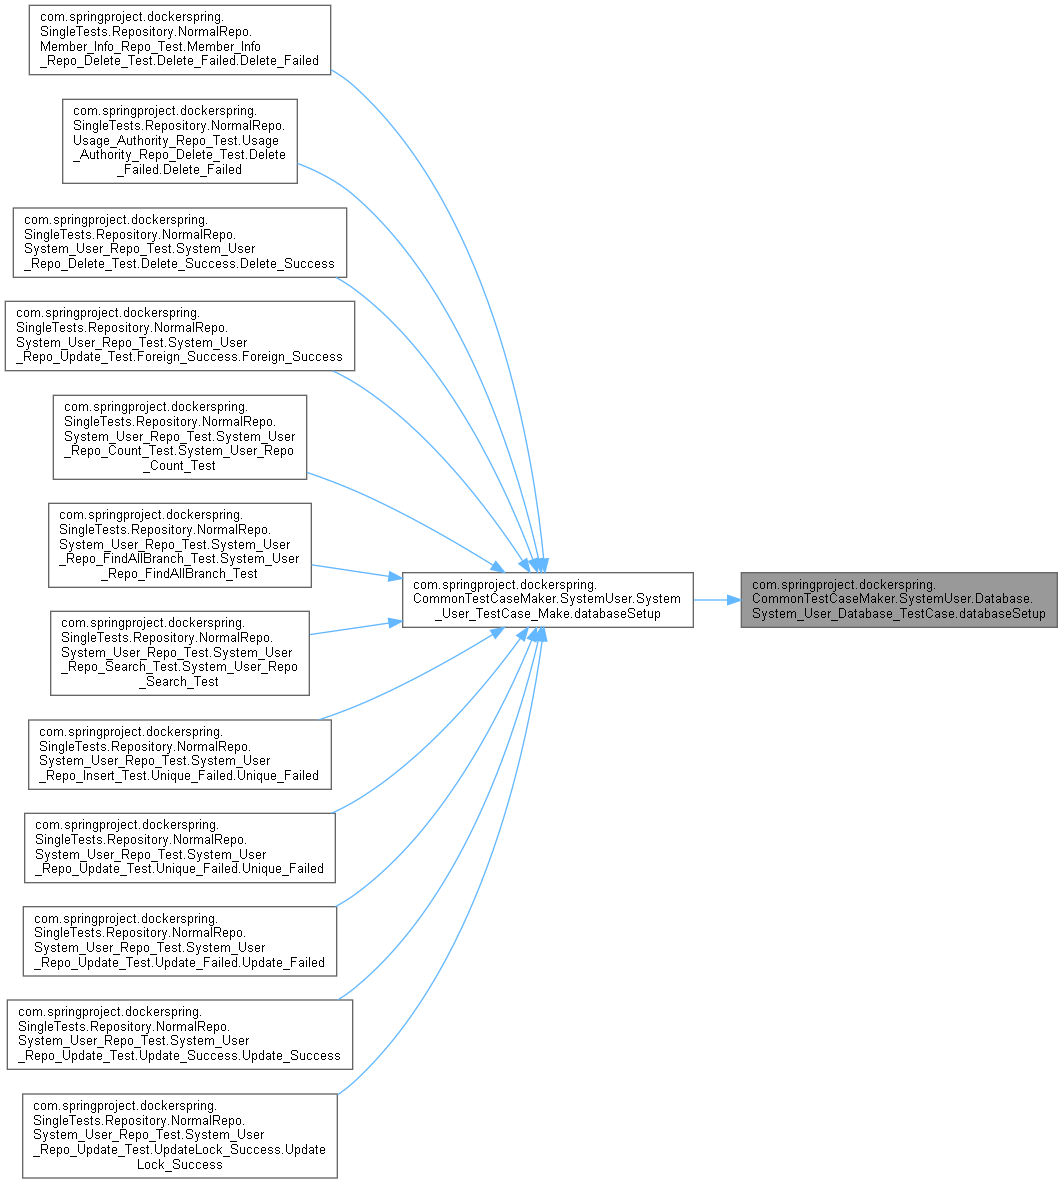 com.springproject.dockerspring.
SingleTests.Repository.NormalRepo.
Member_Info_Repo_Test.Member_Info
_Repo_Delete_Test.Delete_Failed.Delete_Failed
com.springproject.dockerspring.
SingleTests.Repository.NormalRepo.
Usage_Authority_Repo_Test.Usage
_Authority_Repo_Delete_Test.Delete
_Failed.Delete_Failed
com.springproject.dockerspring.
SingleTests.Repository.NormalRepo.
System_User_Repo_Test.System_User
_Repo_Delete_Test.Delete_Success.Delete_Success
com.springproject.dockerspring.
SingleTests.Repository.NormalRepo.
System_User_Repo_Test.System_User
_Repo_Update_Test.Foreign_Success.Foreign_Success
com.springproject.dockerspring.
SingleTests.Repository.NormalRepo.
System_User_Repo_Test.System_User
_Repo_Count_Test.System_User_Repo
_Count_Test
com.springproject.dockerspring.
SingleTests.Repository.NormalRepo.
System_User_Repo_Test.System_User
_Repo_FindAllBranch_Test.System_User
_Repo_FindAllBranch_Test
com.springproject.dockerspring.
SingleTests.Repository.NormalRepo.
System_User_Repo_Test.System_User
_Repo_Search_Test.System_User_Repo
_Search_Test
com.springproject.dockerspring.
SingleTests.Repository.NormalRepo.
System_User_Repo_Test.System_User
_Repo_Insert_Test.Unique_Failed.Unique_Failed
com.springproject.dockerspring.
SingleTests.Repository.NormalRepo.
System_User_Repo_Test.System_User
_Repo_Update_Test.Unique_Failed.Unique_Failed
com.springproject.dockerspring.
SingleTests.Repository.NormalRepo.
System_User_Repo_Test.System_User
_Repo_Update_Test.Update_Failed.Update_Failed
com.springproject.dockerspring.
SingleTests.Repository.NormalRepo.
System_User_Repo_Test.System_User
_Repo_Update_Test.Update_Success.Update_Success
com.springproject.dockerspring.
SingleTests.Repository.NormalRepo.
System_User_Repo_Test.System_User
_Repo_Update_Test.UpdateLock_Success.Update
Lock_Success
com.springproject.dockerspring.
CommonTestCaseMaker.SystemUser.System
_User_TestCase_Make.databaseSetup
com.springproject.dockerspring.
CommonTestCaseMaker.SystemUser.Database.
System_User_Database_TestCase.databaseSetup